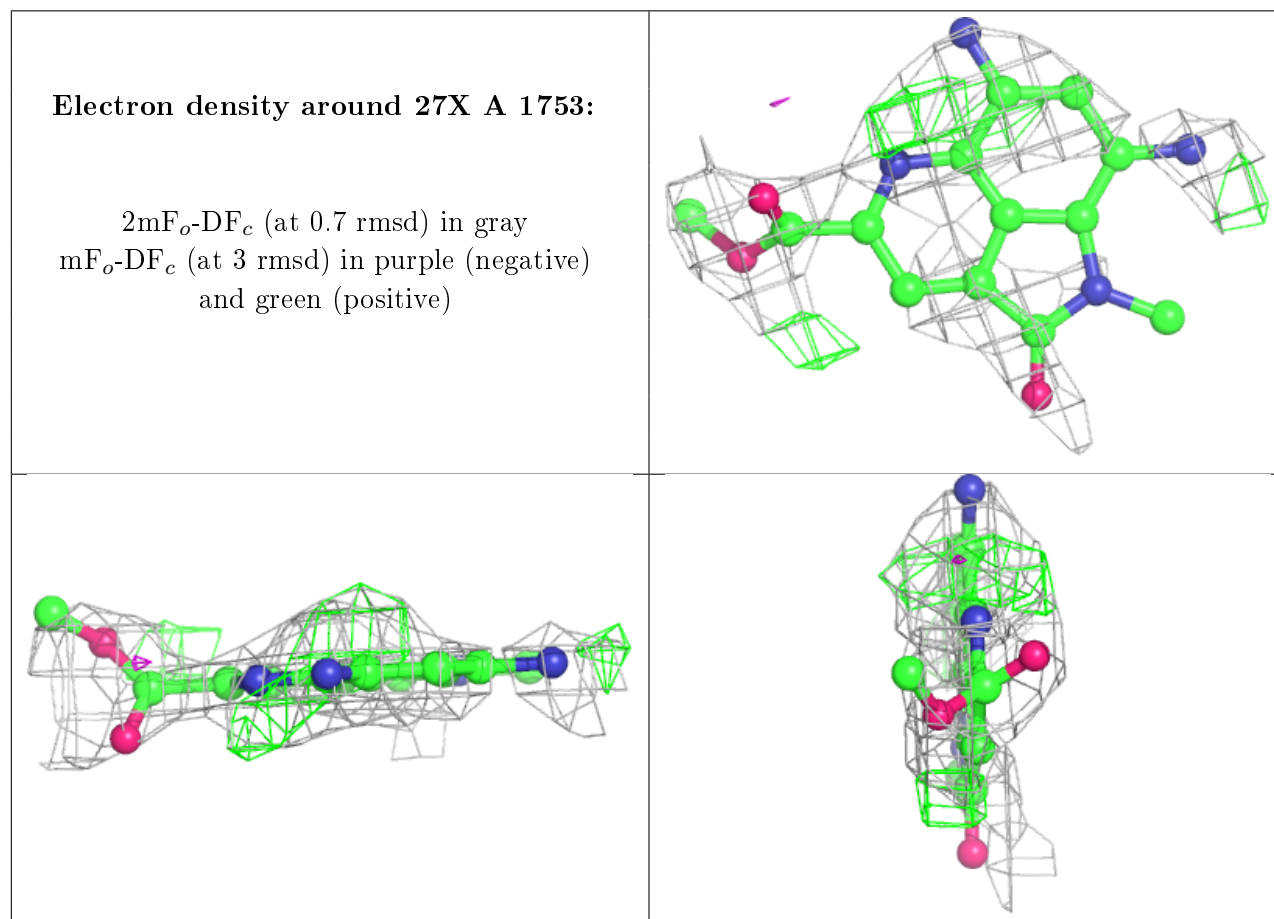 Electron density around 27X A 1753:
2mFo-DFc (at 0.7 rmsd) in gray
mFo-DFc (at 3 rmsd) in purple (negative)
and green (positive)